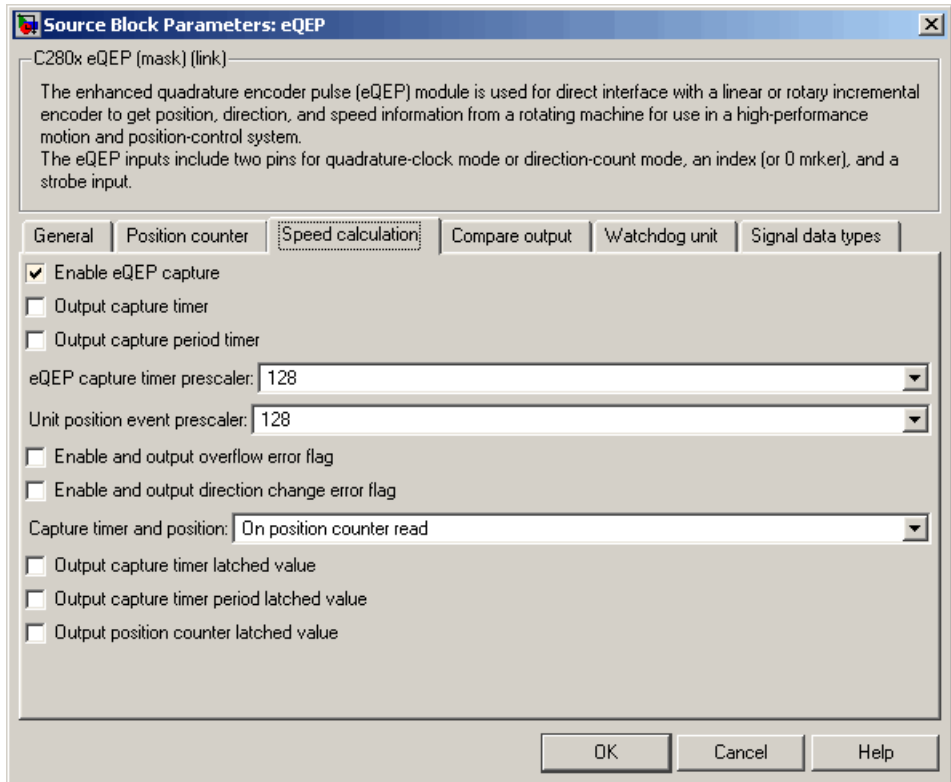 Source Block Parameters: eQEP
C280x eQEP (mask) (link)
The enhanced quadrature encoder pulse (eQEP) module is used for direct interface with a linear or rotary incremental
encoder to get position, direction, and speed information from a rotating machine for use in a high-performance
motion and position-control system.
The eQEP inputs include two pins for quadrature-clock mode or direction-count mode, an index (or 0 mrker), and a
strobe input.
General Position counter Speed calculation Compare output Watchdog unit Signal data types
Enable eQEP capture
Output capture timer
Output capture period timer
eQEP capture timer prescaler: 128
Unit position event prescaler: 128
Enable and output overflow error flag
Enable and output direction change error flag
Capture timer and position: On position counter read
Output capture timer latched value
Output capture timer period latched value
Output position counter latched value
OK Cancel Help